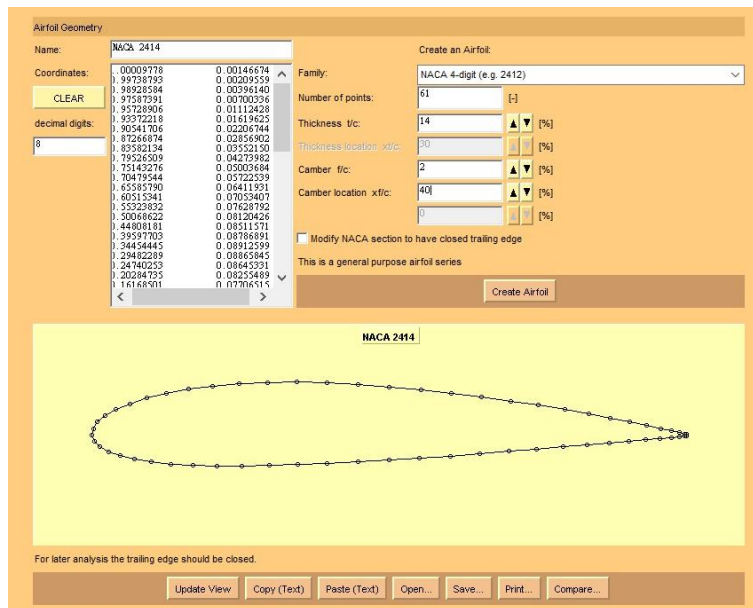 Airfoil Geometry
Name:
NACA 2414
Create an Airfoil:
Coordinates:
CLEAR
decimal digits:
8
.00009778 0.00146674
).99738793 0.00209559
).98928584 0.00396140
).97587391 0.00700336
).95728906 0.01112428
).93372218 0.01619625
).90541706 0.02206744
).87266874 0.02856902
).83582134 0.03552150
).79526509 0.04273982
).75143276 0.05003684
).70479544 0.05722539
).65585790 0.06411931
).60515341 0.07053407
).55323832 0.07628792
).50068622 0.08120426
).44808181 0.08511571
).39597703 0.08786891
).34454445 0.08912599
).29482289 0.08865845
).24740253 0.08645331
).20284735 0.08255489
).16168501 0.07706515
Family:
NACA 4-digit (e.g. 2412)
Number of points:
61
[-]
Thickness t/c:
14
[%]
Thickness location xt/c:
30
[%]
Camber f/c:
2
[%]
Camber location xf/c:
40
[%]
0
[%]
Modify NACA section to have closed trailing edge
This is a general purpose airfoil series
Create Airfoil
NACA 2414
For later analysis the trailing edge should be closed.
Update View Copy (Text) Paste (Text) Open... Save... Print... Compare...